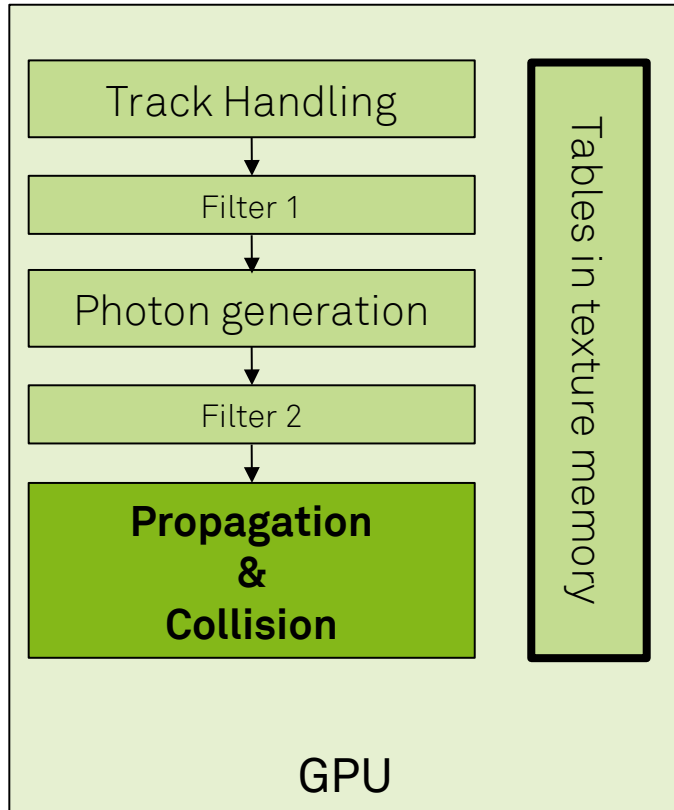 Track Handling
Filter 1
Photon generation
Filter 2
Propagation
&
Collision
Tables in texture memory
GPU